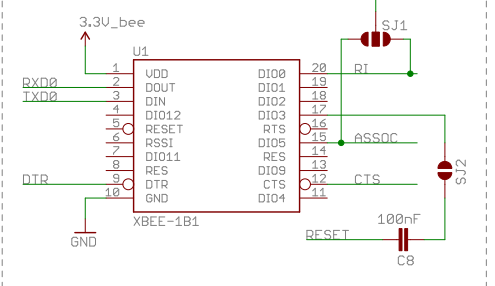 SJ1
3.3V_bee
U1
1 VDD DIO0 20 RI
RXD0 2 DOUT DIO1 19
TXD0 3 DIN DIO2 18
4 DIO12 DIO3 17
5 RESET RTS 16
6 RSSI DIO5 15 ASSOC
7 DIO11 RES 14
8 RES DIO9 13
DTR 9 DTR CTS 12 CTS
10 GND DIO4 11
SJ2
XBEE-1B1
100nF
GND
RESET
C8